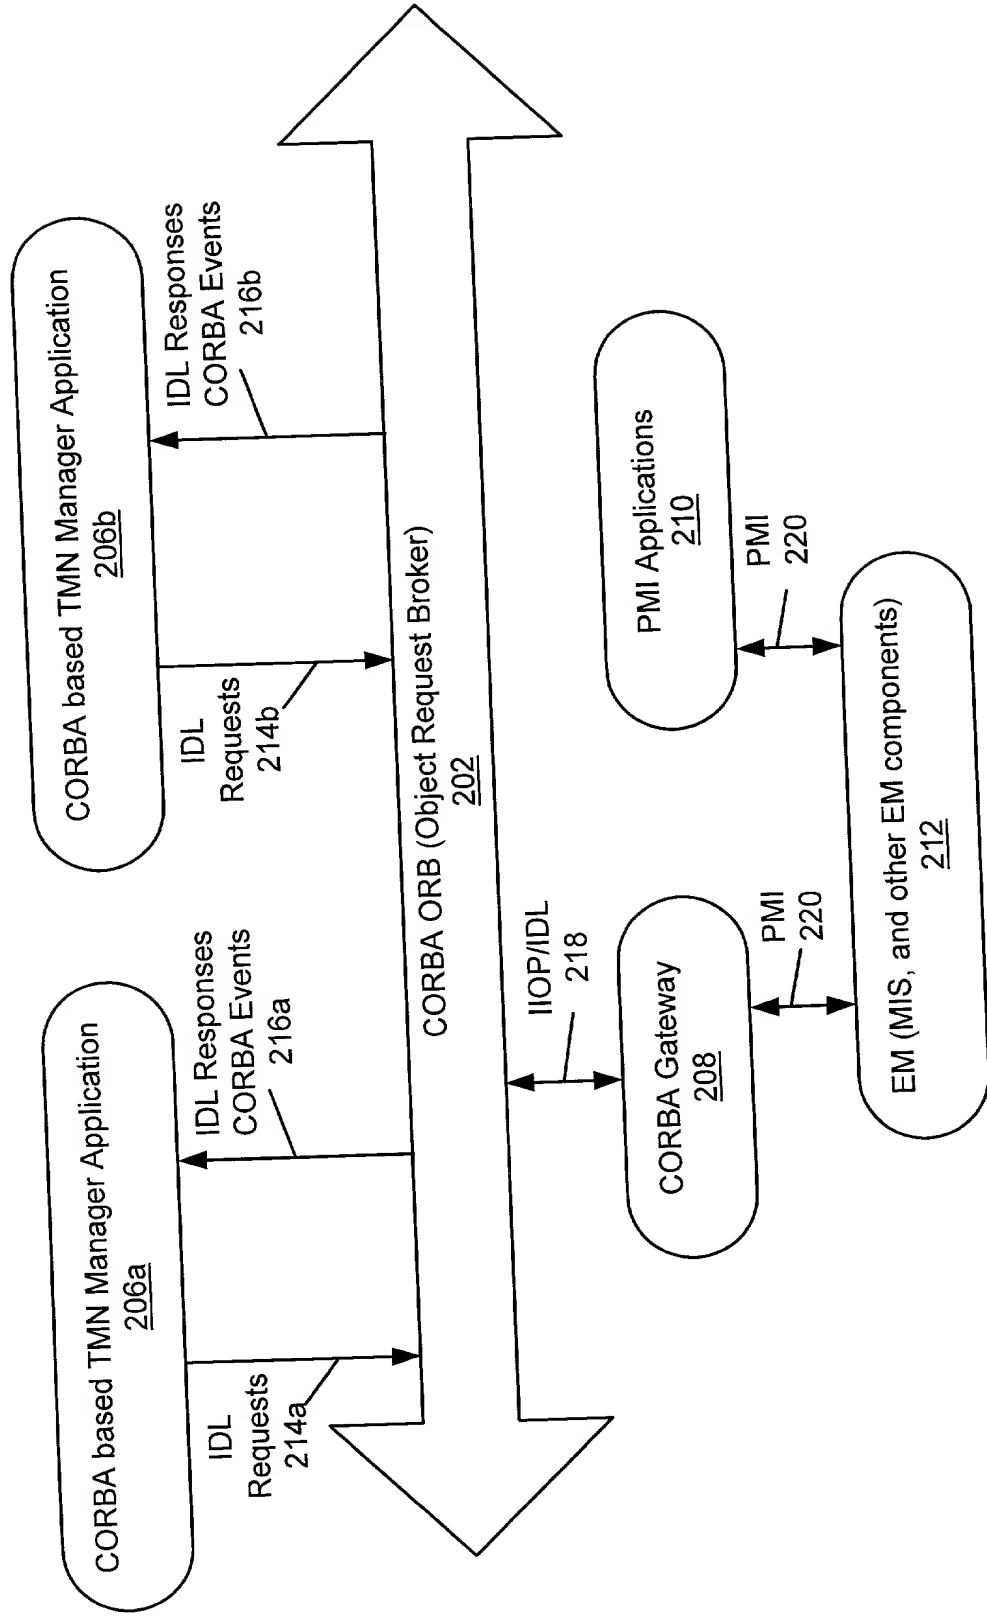 CORBA based TMN Manager Application
206a
CORBA based TMN Manager Application
206b
IDL
Requests
214a
IDL Responses
CORBA Events
216a
IDL
Requests
214b
IDL Responses
CORBA Events
216b
CORBA ORB (Object Request Broker)
202
IIOP/IDL
218
CORBA Gateway
208
PMI Applications
210
PMI
220
PMI
220
EM (MIS, and other EM components)
212